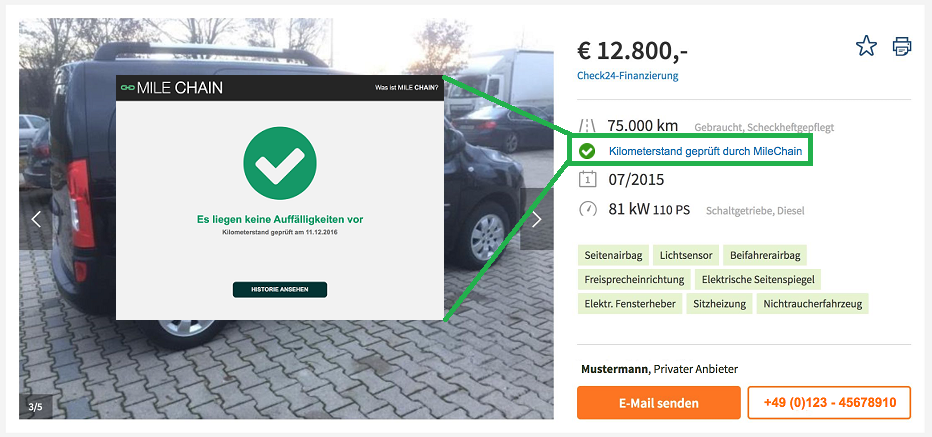 MILE CHAIN
Was ist MILE CHAIN?
Es liegen keine Auffälligkeiten vor
Kilometerstand geprüft am 11.12.2016
HISTORIE ANSEHEN
3/5
€ 12.800,-
Check24-Finanzierung
75.000 km Gebraucht, Scheckheftgepflegt
Kilometerstand geprüft durch MileChain
1 07/2015
81 kW 110 PS Schaltgetriebe, Diesel
Seitenairbag Lichtsensor Beifahrerairbag
Freisprecheinrichtung Elektrische Seitenspiegel
Elektr. Fensterheber Sitzheizung Nichtraucherfahrzeug
Mustermann, Privater Anbieter
E-Mail senden +49 (0)123 - 45678910